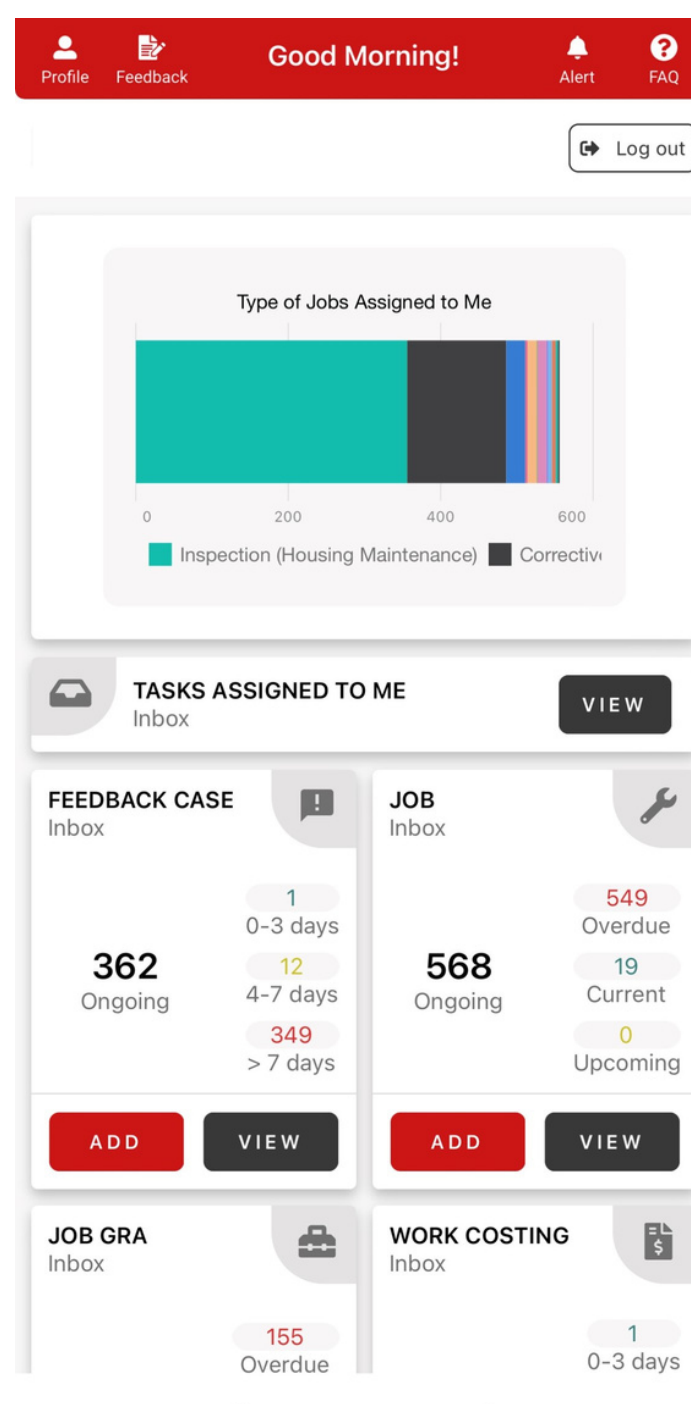 Profile
Feedback
Good Morning!
Alert
FAQ
Log out
Type of Jobs Assigned to Me
0 200 400 600
Inspection (Housing Maintenance) Corrective
TASKS ASSIGNED TO ME
Inbox
VIEW
FEEDBACK CASE
Inbox
362
Ongoing
1
0-3 days
12
4-7 days
349
> 7 days
ADD VIEW
JOB
Inbox
568
Ongoing
549
Overdue
19
Current
0
Upcoming
ADD VIEW
JOB GRA
Inbox
155
Overdue
WORK COSTING
Inbox
1
0-3 days